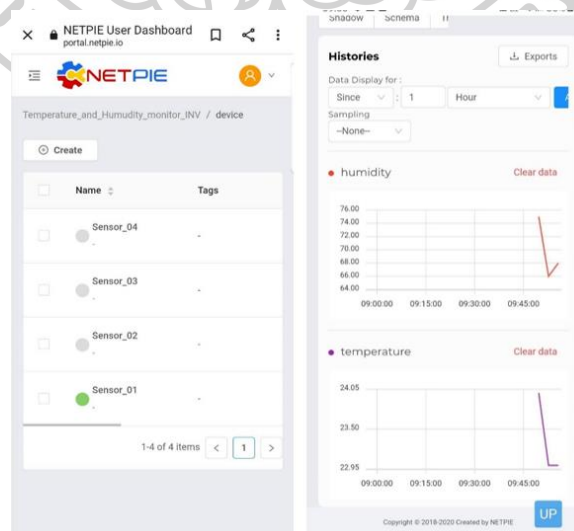 NETPIE User Dashboard
portal.netpie.io
NETPIE
Temperature_and_Humudity_monitor_INV / device
Create
Name
Tags
Sensor_04
-
-
Sensor_03
-
-
Sensor_02
-
-
Sensor_01
-
-
1-4 of 4 items < 1 >
Shadow Schema
Histories
Exports
Data Display for :
Since : 1 Hour
Sampling
--None--
humidity
Clear data
76.00
74.00
72.00
70.00
68.00
66.00
64.00
09:00:00 09:15:00 09:30:00 09:45:00
temperature
Clear data
24.05
23.50
22.95
09:00:00 09:15:00 09:30:00 09:45:00
Copyright © 2018-2020 Created by NETPIE
UP